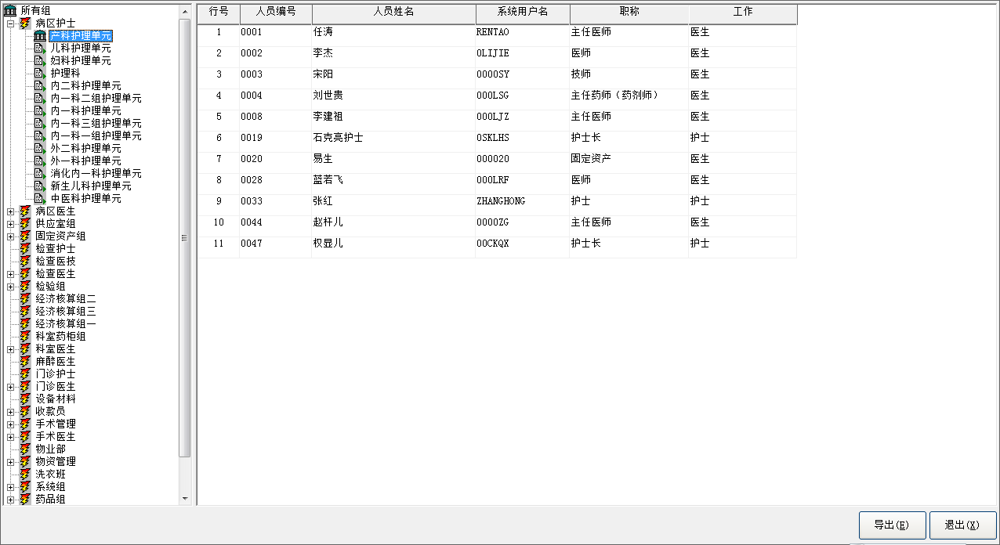 所有组
病区护士
产科护理单元
儿科护理单元
妇科护理单元
护理科
内二科护理单元
内一科二组护理单元
内一科护理单元
内一科三组护理单元
内一科一组护理单元
外二科护理单元
外一科护理单元
消化内一科护理单元
新生儿科护理单元
中医科护理单元
病区医生
供应室组
固定资产组
检查护士
检查医技
检查医生
检验组
经济核算组二
经济核算组三
经济核算组一
科室药柜组
科室医生
麻醉医生
门诊护士
门诊医生
设备材料
收款员
手术管理
手术医生
物业部
物资管理
洗衣班
系统组
药品组
行号 人员编号 人员姓名 系统用户名 职称 工作
1 0001 任涛 RENTAO 主任医师 医生
2 0002 李杰 0LIJIE 医师 医生
3 0003 宋阳 0000SY 技师 医生
4 0004 刘世贵 000LSG 主任药师（药剂师） 医生
5 0008 李建祖 000LJZ 主任医师 医生
6 0019 石克亮护士 0SKLHS 护士长 护士
7 0020 易生 000020 固定资产 医生
8 0028 蓝若飞 000LRF 医师 医生
9 0033 张红 ZHANGHONG 护士 护士
10 0044 赵杆儿 0000ZG 主任医师 医生
11 0047 权显儿 00CKQX 护士长 护士
导出(E) 退出(X)